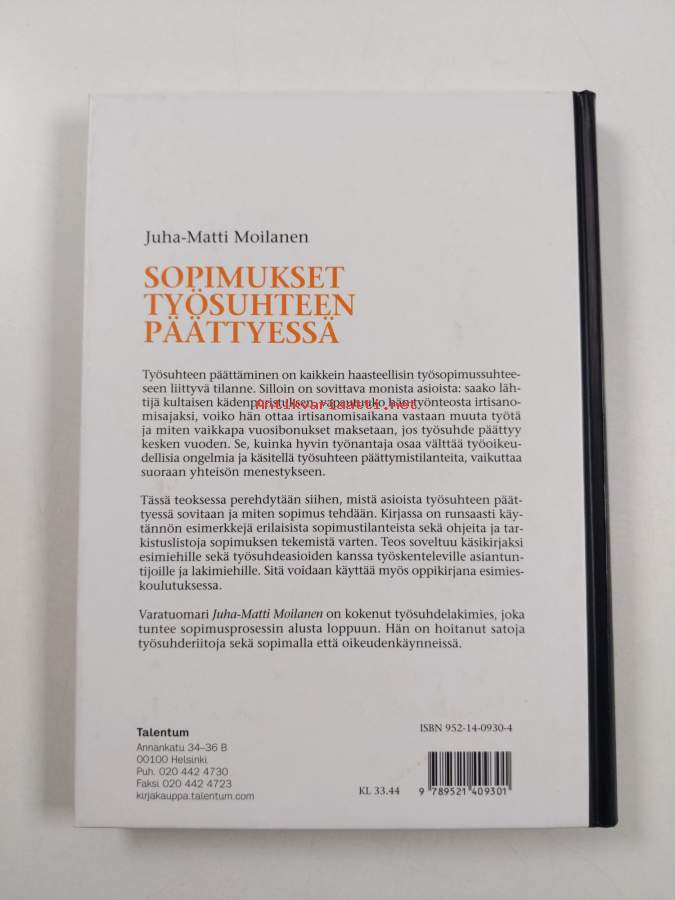 Juha-Matti Moilanen
SOPIMUKSET
TYÖSUHTEEN
PÄÄTTYESSÄ
Työsuhteen päättäminen on kaikkein haasteellisin työsopimussuhtee-
seen liittyvä tilanne. Silloin on sovittava monista asioista: saako läh-
tijä kultaisen kädenpuristuksen, vapautuuko hän työnteosta irtisano-
Antikvariaatti.net
misajaksi, voiko hän ottaa irtisanomisaikana vastaan muuta työtä
ja miten vaikkapa vuosibonukset maksetaan, jos työsuhde päättyy
kesken vuoden. Se, kuinka hyvin työnantaja osaa välttää työoikeu-
dellisia ongelmia ja käsitellä työsuhteen päättymistilanteita, vaikuttaa
suoraan yhteisön menestykseen.
Tässä teoksessa perehdytään siihen, mistä asioista työsuhteen päät-
tyessä sovitaan ja miten sopimus tehdään. Kirjassa on runsaasti käy-
tännön esimerkkejä erilaisista sopimustilanteista sekä ohjeita ja tar-
kistuslistoja sopimuksen tekemistä varten. Teos soveltuu käsikirjaksi
esimiehille sekä työsuhdeasioiden kanssa työskenteleville asiantun-
tijoille ja lakimiehille. Sitä voidaan käyttää myös oppikirjana esimies-
koulutuksessa.
Varatuomari Juha-Matti Moilanen on kokenut työsuhdelakimies, joka
tuntee sopimusprosessin alusta loppuun. Hän on hoitanut satoja
työsuhderiitoja sekä sopimalla että oikeudenkäynneissä.
Talentum
Annankatu 34–36 B
00100 Helsinki
Puh. 020 442 4730
Faksi 020 442 4723
kirjakauppa.talentum.com
ISBN 952-14-0930-4
KL 33.44
9 789521 409301